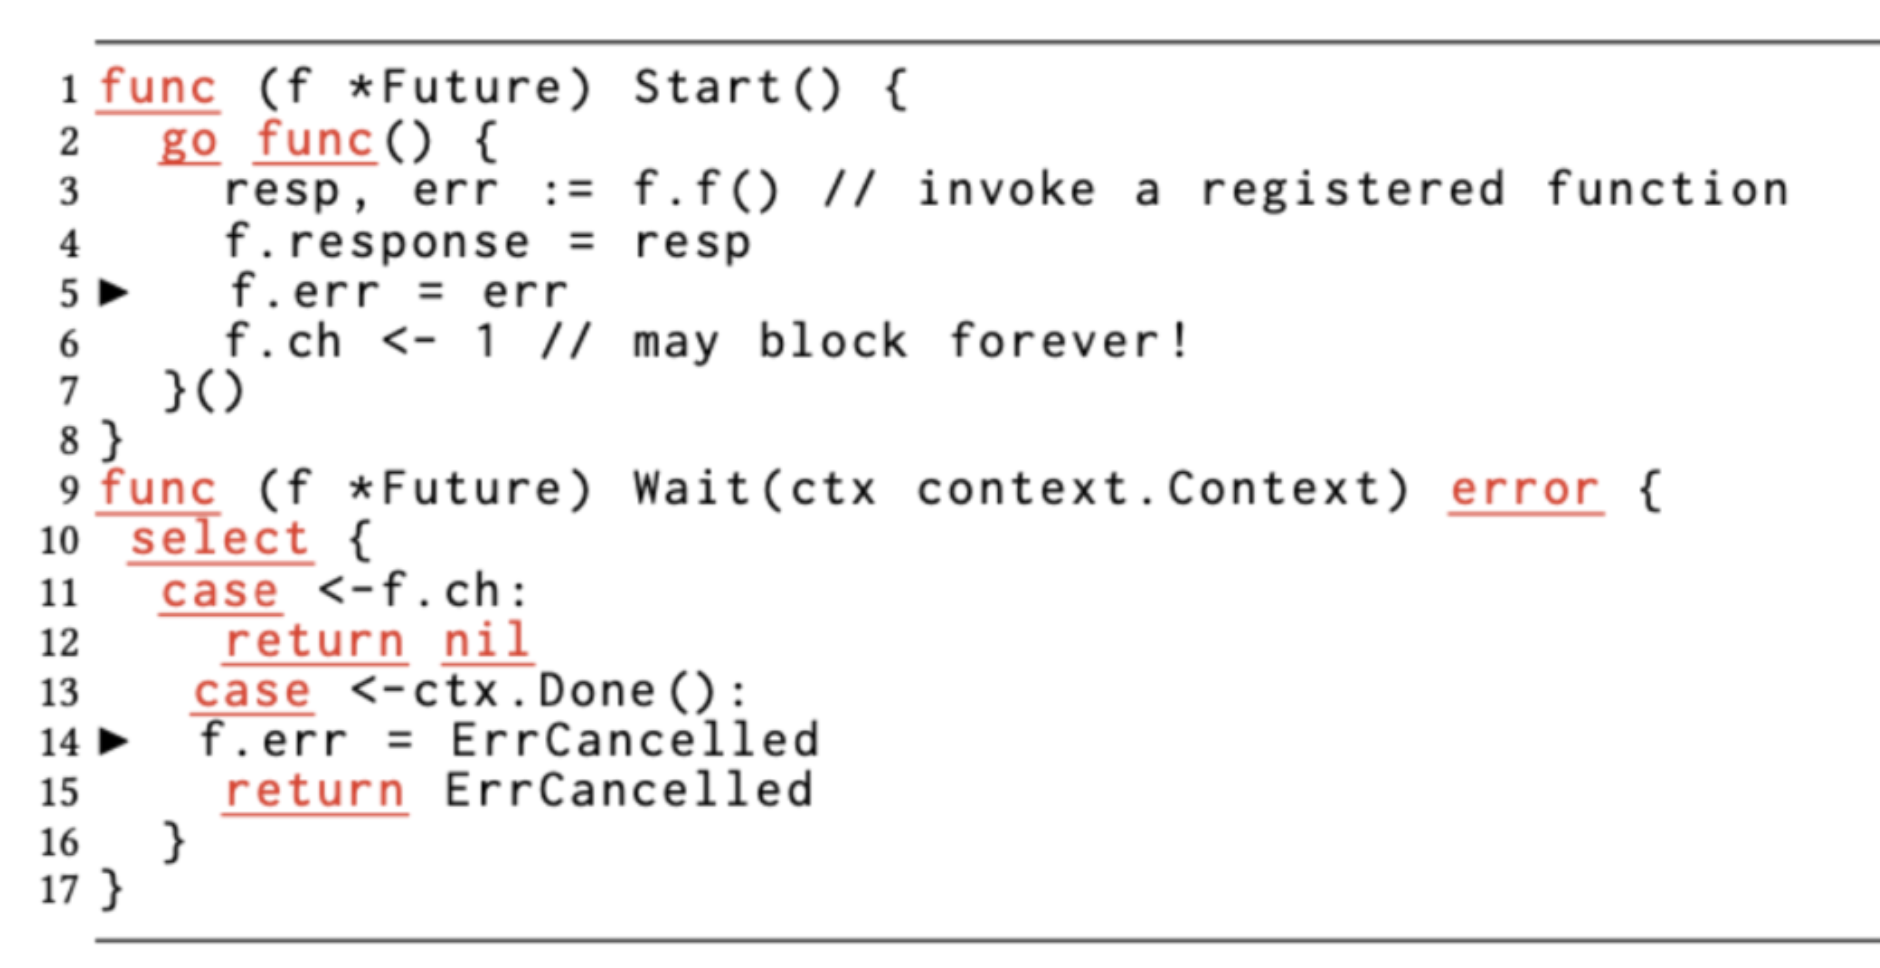 1 func (f *Future) Start() {
2 go func() {
3 resp, err := f.f() // invoke a registered function
4 f.response = resp
5 ► f.err = err
6 f.ch <- 1 // may block forever!
7 }()
8 }
9 func (f *Future) Wait(ctx context.Context) error {
10 select {
11 case <-f.ch:
12 return nil
13 case <-ctx.Done():
14 ► f.err = ErrCancelled
15 return ErrCancelled
16 }
17 }